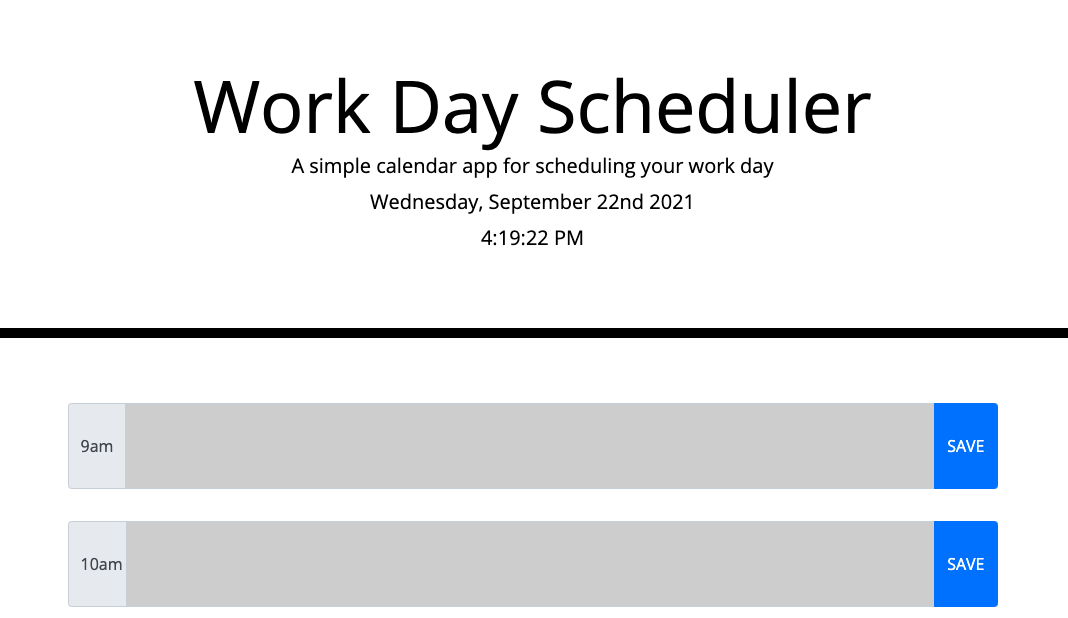 Work Day Scheduler
A simple calendar app for scheduling your work day
Wednesday, September 22nd 2021
4:19:22 PM
9am SAVE
10am SAVE